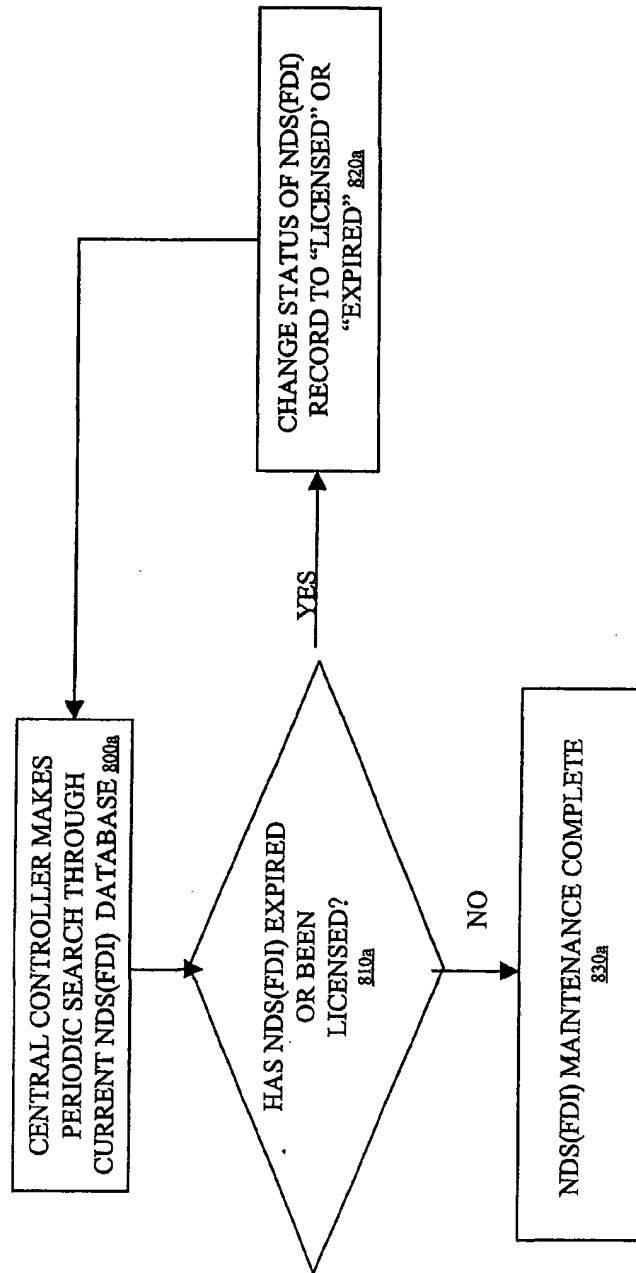 CENTRAL CONTROLLER MAKES
PERIODIC SEARCH THROUGH
CURRENT NDS(FDI) DATABASE 800a
HAS NDS(FDI) EXPIRED
OR BEEN
LICENSED?
810a
YES
CHANGE STATUS OF NDS(FDI)
RECORD TO “LICENSED” OR
“EXPIRED” 820a
NO
NDS(FDI) MAINTENANCE COMPLETE
830a